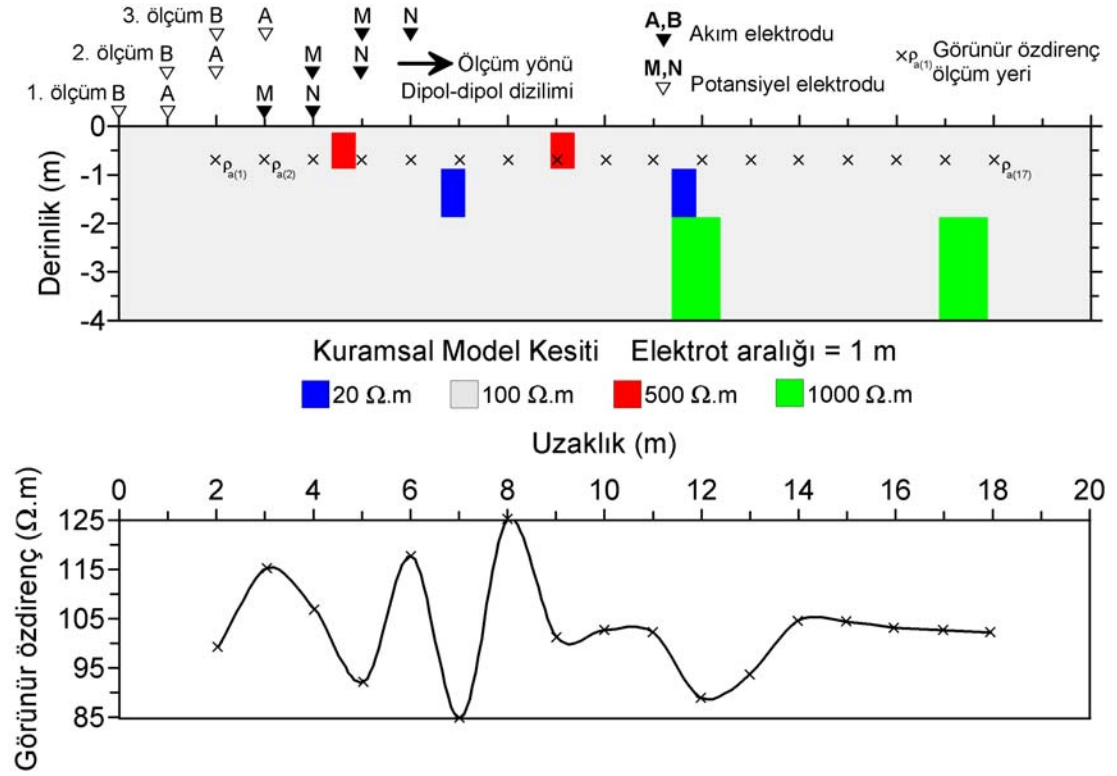 3. ölçüm B A M N
2. ölçüm B A M N
1. ölçüm B A M N
Ölçüm yönü
Dipol-dipol dizilimi
A,B
Akım elektrodu
M,N
Potansiyel elektrodu
×ρa(1) Görünür özdirenç
ölçüm yeri
0
-1
-2
-3
-4
Derinlik (m)
ρa(1) ρa(2) ρa(17)
Kuramsal Model Kesiti Elektrot aralığı = 1 m
20 Ω.m 100 Ω.m 500 Ω.m 1000 Ω.m
Uzaklık (m)
0 2 4 6 8 10 12 14 16 18 20
125
115
105
95
85
Görünür özdirenç (Ω.m)